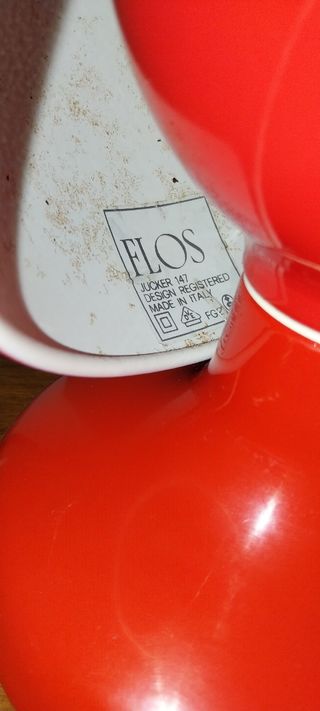 FLOS
JUCKER 147
DESIGN REGISTERED
MADE IN ITALY